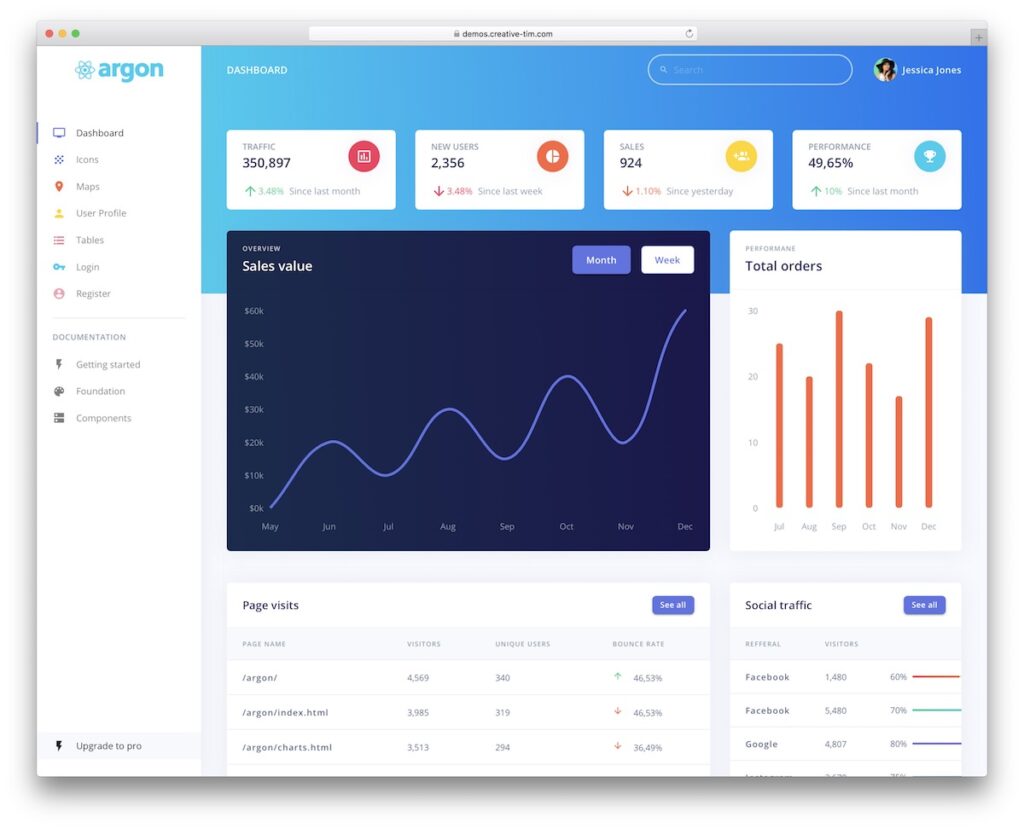 demos.creative-tim.com
argon
DASHBOARD
Search
Jessica Jones
Dashboard
Icons
Maps
User Profile
Tables
Login
Register
DOCUMENTATION
Getting started
Foundation
Components
Upgrade to pro
TRAFFIC
350,897
3.48% Since last month
NEW USERS
2,356
3.48% Since last week
SALES
924
1.10% Since yesterday
PERFORMANCE
49,65%
10% Since last month
OVERVIEW
Sales value
Month Week
$60k
$50k
$40k
$30k
$20k
$10k
$0k
May Jun Jul Aug Sep Oct Nov Dec
PERFORMANE
Total orders
30
20
10
0
Jul Aug Sep Oct Nov Dec
Page visits See all
PAGE NAME VISITORS UNIQUE USERS BOUNCE RATE
/argon/ 4,569 340 46,53%
/argon/index.html 3,985 319 46,53%
/argon/charts.html 3,513 294 36,49%
Social traffic See all
REFFERAL VISITORS
Facebook 1,480 60%
Facebook 5,480 70%
Google 4,807 80%